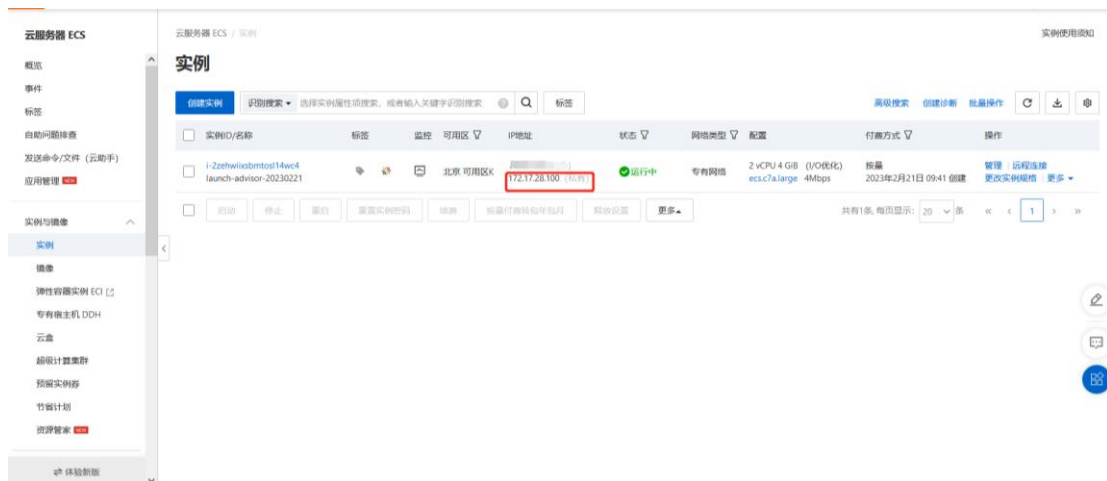 云服务器 ECS
概览
事件
标签
自助问题排查
发送命令/文件（云助手）
应用管理 NEW
实例与镜像
实例
镜像
弹性容器实例 ECI
专有宿主机 DDH
云盒
超级计算集群
预留实例券
节省计划
资源管家 NEW
体验新版
云服务器 ECS / 实例
实例使用须知
实例
创建实例 识别搜索 选择实例属性项搜索，或者输入关键字识别搜索 标签 高级搜索 创建诊断 批量操作
实例ID/名称 标签 监控 可用区 IP地址 状态 网络类型 配置 付费方式 操作
i-2zehwiixsbmtosl14wc4
launch-advisor-20230221
北京 可用区K
172.17.28.100（私有）
运行中
专有网络
2 vCPU 4 GiB (I/O优化)
ecs.c7a.large 4Mbps
按量
2023年2月21日 09:41 创建
管理 远程连接
更改实例规格 更多
启动 停止 重启 重置实例密码 续费 按量付费转包年包月 释放设置 更多
共有1条, 每页显示: 20 条 « ‹ 1 › »